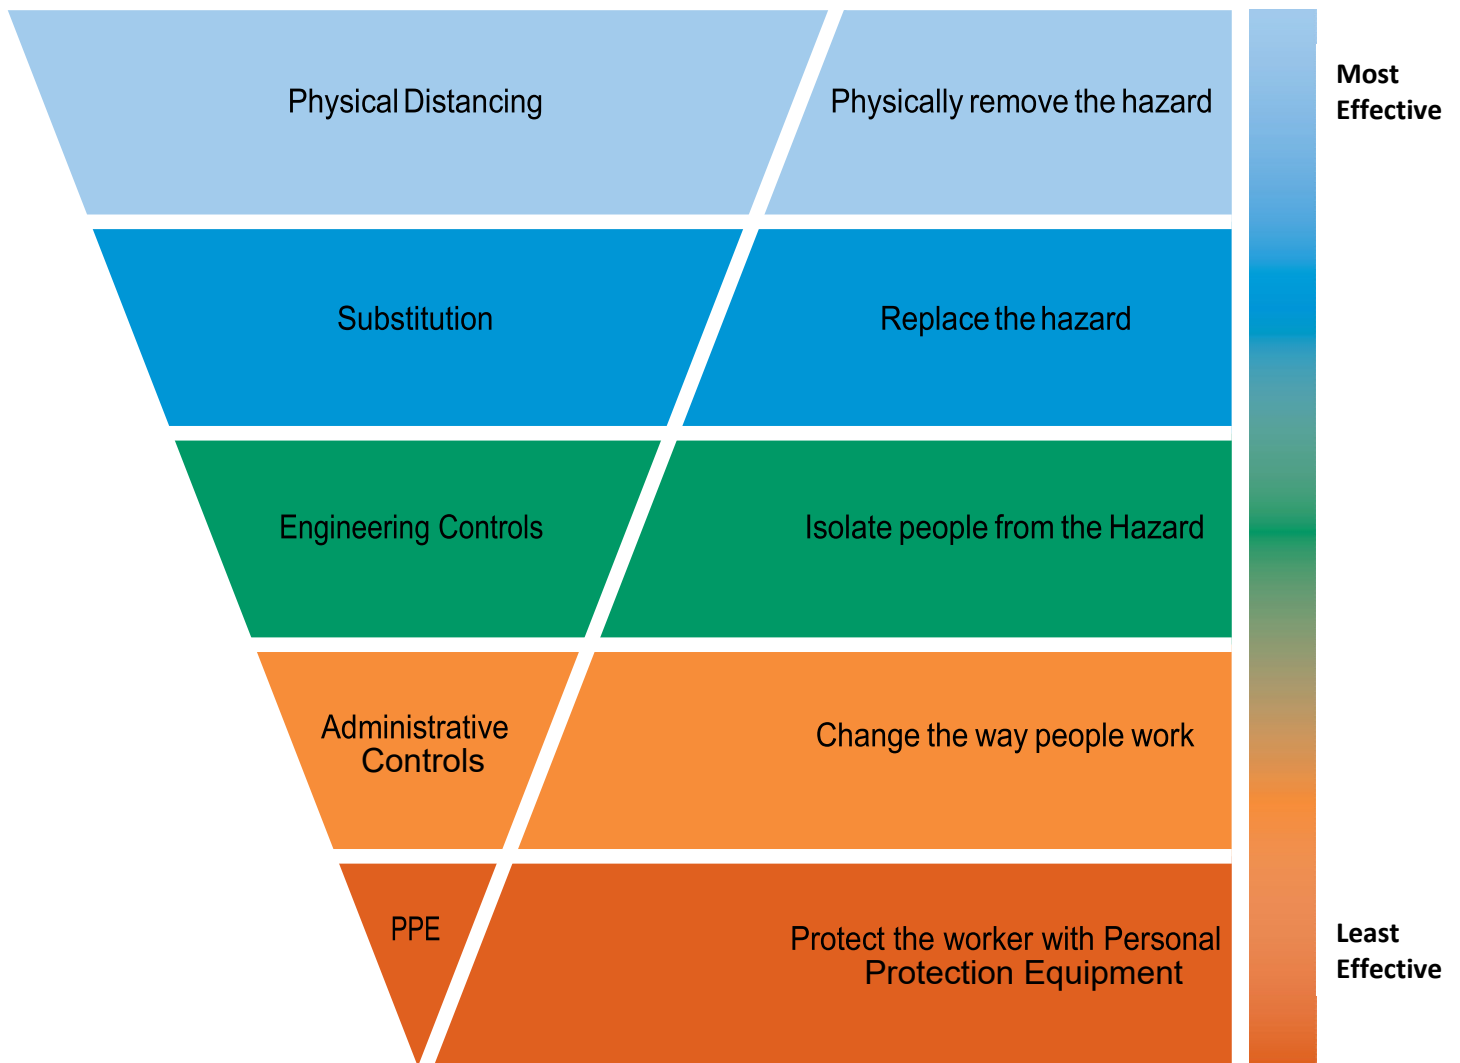 Physical Distancing
Physically remove the hazard
Most
Effective
Substitution
Replace the hazard
Engineering Controls
Isolate people from the Hazard
Administrative
Controls
Change the way people work
PPE
Protect the worker with Personal
Protection Equipment
Least
Effective